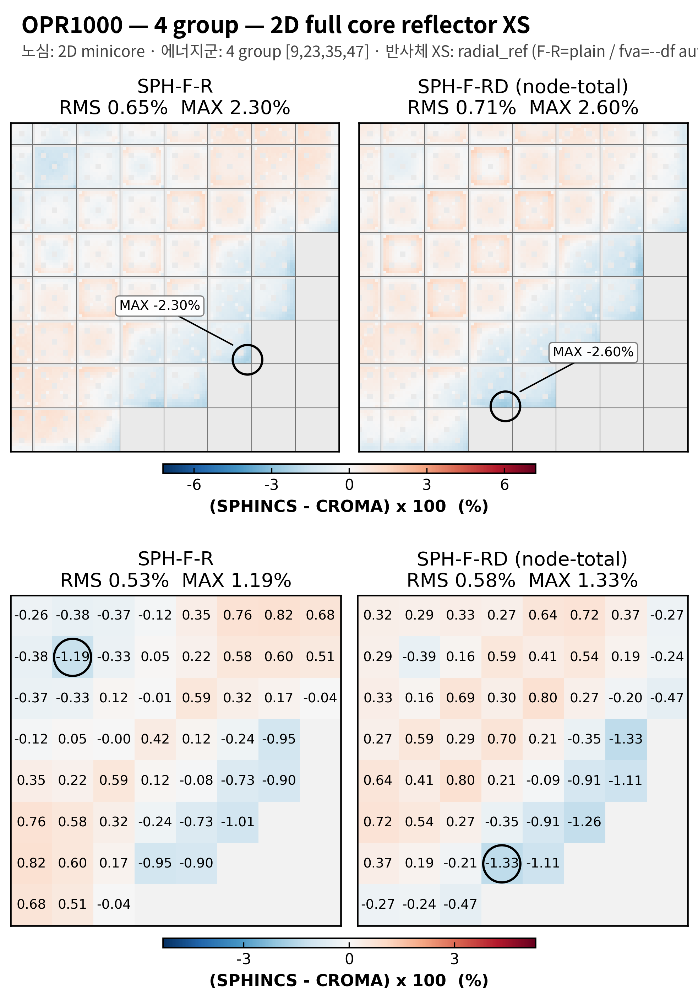 OPR1000 — 4 group — 2D full core reflector XS
노심: 2D minicore · 에너지군: 4 group [9,23,35,47] · 반사체 XS: radial_ref (F-R=plain / fva=--df
SPH-F-R
RMS 0.65% MAX 2.30%
SPH-F-RD (node-total)
RMS 0.71% MAX 2.60%
MAX -2.30%
MAX -2.60%
-6 -3 0 3 6
(SPHINCS - CROMA) x 100 (%)
SPH-F-R
RMS 0.53% MAX 1.19%
SPH-F-RD (node-total)
RMS 0.58% MAX 1.33%
-0.26 -0.38 -0.37 -0.12 0.35 0.76 0.82 0.68
-0.38 -1.19 -0.33 0.05 0.22 0.58 0.60 0.51
-0.37 -0.33 0.12 -0.01 0.59 0.32 0.17 -0.04
-0.12 0.05 -0.00 0.42 0.12 -0.24 -0.95
0.35 0.22 0.59 0.12 -0.08 -0.73 -0.90
0.76 0.58 0.32 -0.24 -0.73 -1.01
0.82 0.60 0.17 -0.95 -0.90
0.68 0.51 -0.04
0.32 0.29 0.33 0.27 0.64 0.72 0.37 -0.27
0.29 -0.39 0.16 0.59 0.41 0.54 0.19 -0.24
0.33 0.16 0.69 0.30 0.80 0.27 -0.20 -0.47
0.27 0.59 0.29 0.70 0.21 -0.35 -1.33
0.64 0.41 0.80 0.21 -0.09 -0.91 -1.11
0.72 0.54 0.27 -0.35 -0.91 -1.26
0.37 0.19 -0.21 -1.33 -1.11
-0.27 -0.24 -0.47
-3 0 3
(SPHINCS - CROMA) x 100 (%)